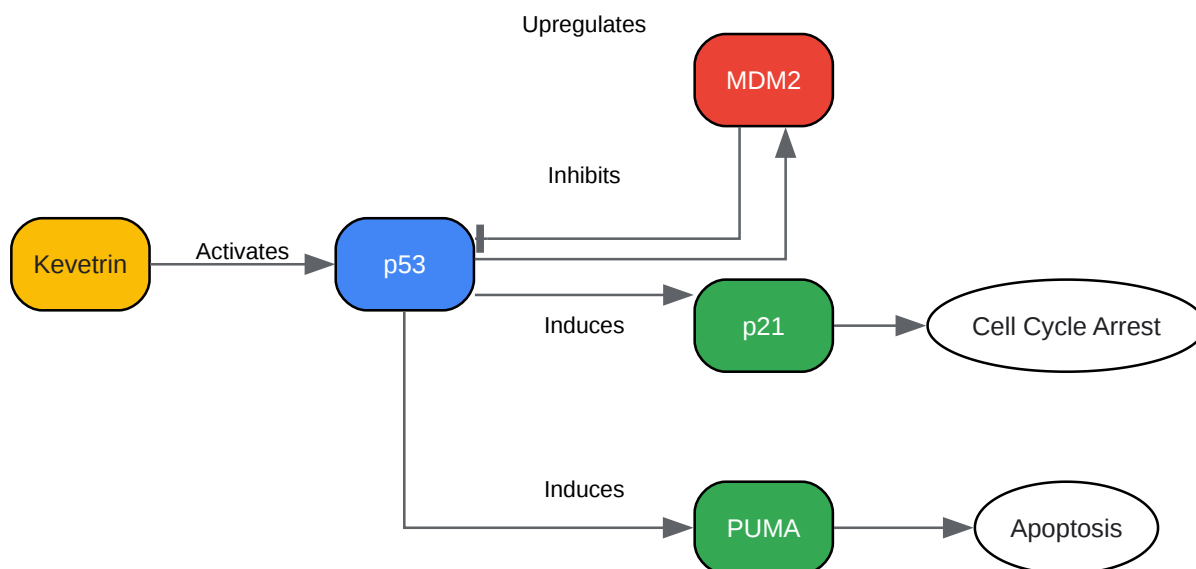 Upregulates
MDM2
Inhibits
Kevetrin
Activates
p53
Induces
p21
Cell Cycle Arrest
Induces
PUMA
Apoptosis